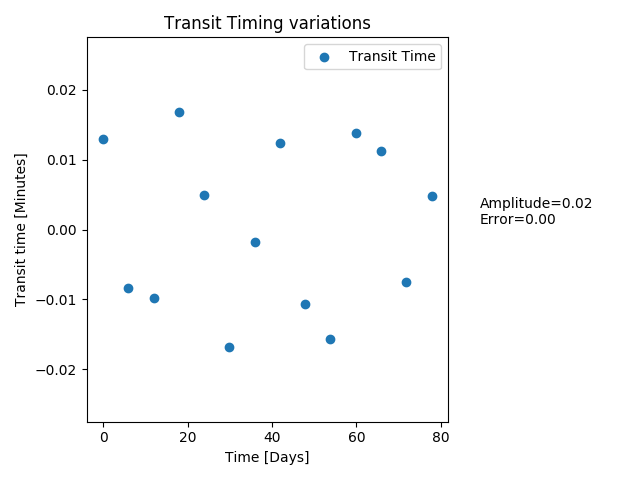 Transit Timing variations
Transit Time
0.02
0.01
0.00
−0.01
−0.02
Transit time [Minutes]
Amplitude=0.02
Error=0.00
0 20 40 60 80
Time [Days]